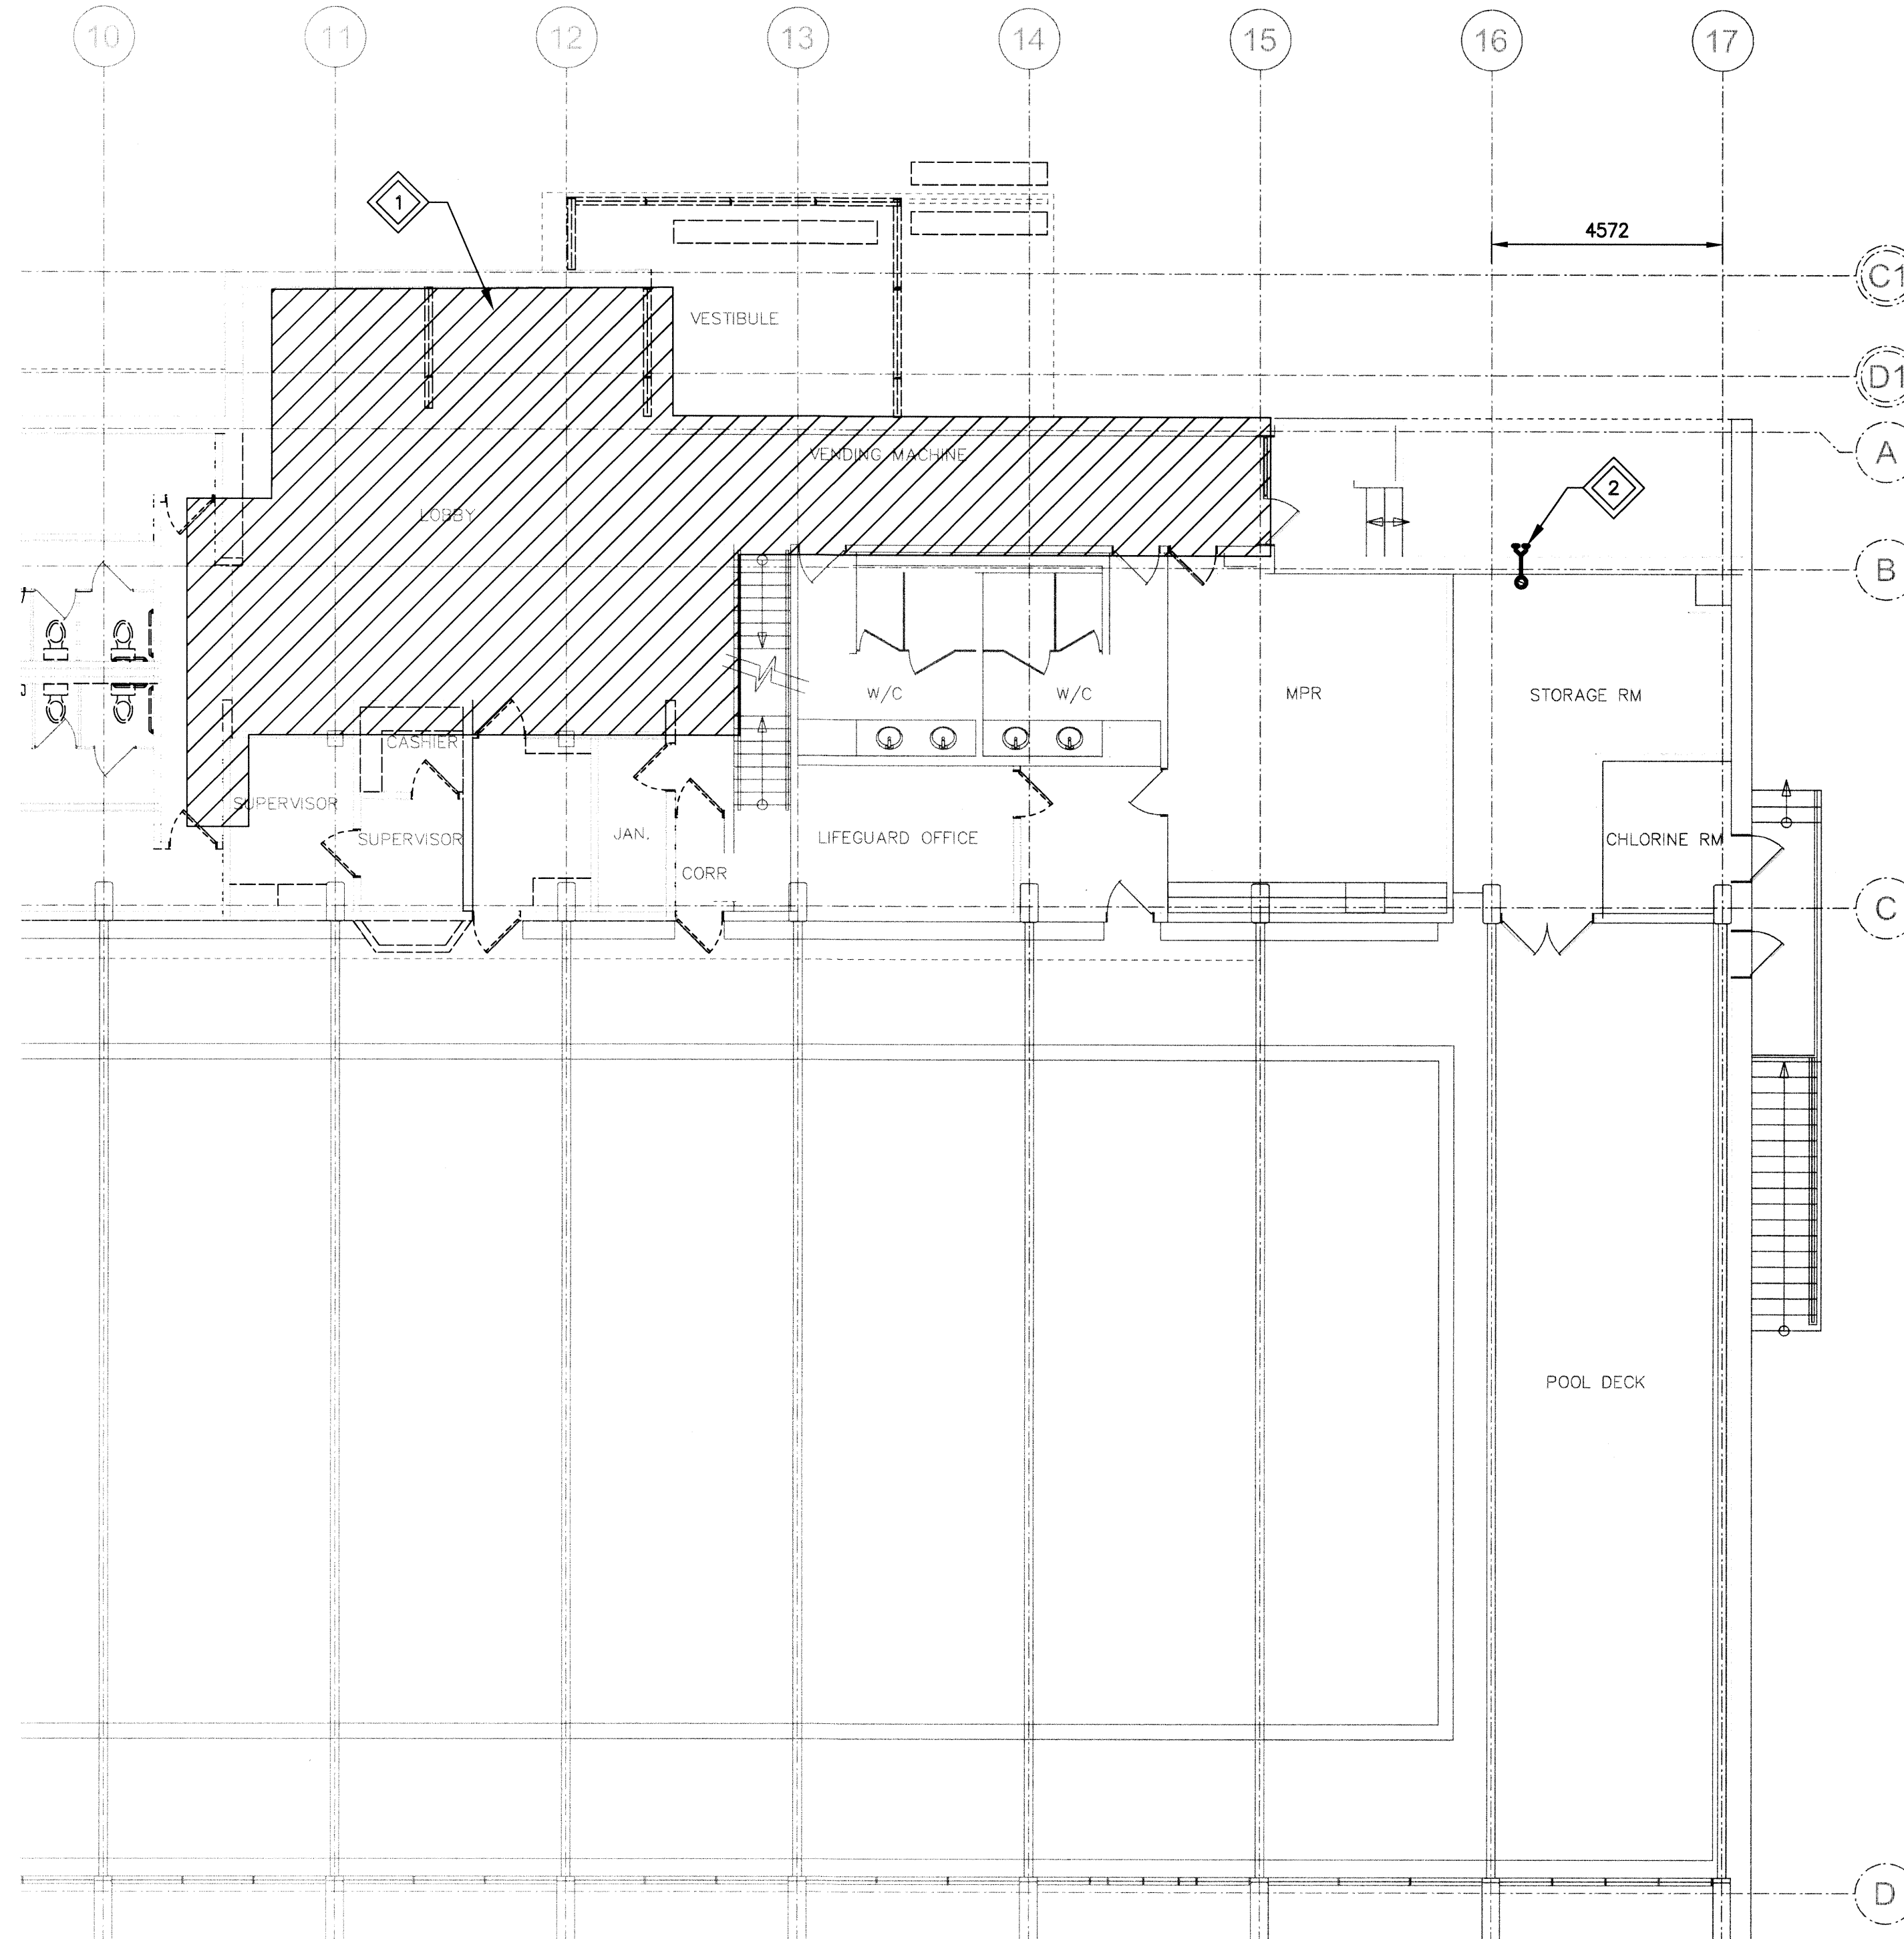 10 11 12 13 14 15 16 17
1
4572
C1
VESTIBULE
D1
A
VENDING MACHINE
2
LOBBY
B
W/C W/C MPR STORAGE RM
CASHIER
SUPERVISOR
SUPERVISOR JAN. LIFEGUARD OFFICE CHLORINE RM
CORR
C
POOL DECK
D